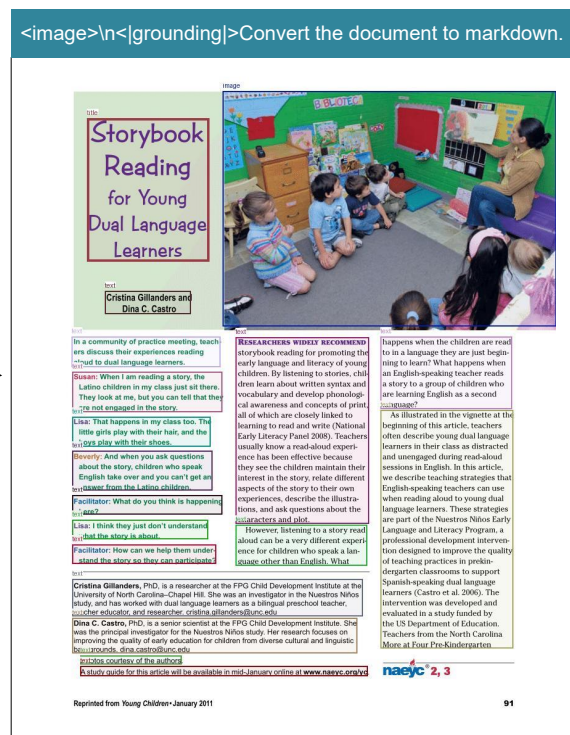 <image>\n<|grounding|>Convert the document to markdown.
image
BIBLIOTECA
title
Storybook
Reading
for Young
Dual Language
Learners
text
Cristina Gillanders and
Dina C. Castro
text
In a community of practice meeting, teach-
ers discuss their experiences reading
aloud to dual language learners.
text
Susan: When I am reading a story, the
Latino children in my class just sit there.
They look at me, but you can tell that they
are not engaged in the story.
text
Lisa: That happens in my class too. The
little girls play with their hair, and the
boys play with their shoes.
text
Beverly: And when you ask questions
about the story, children who speak
English take over and you can't get an
answer from the Latino children.
text
Facilitator: What do you think is happening
here?
text
Lisa: I think they just don't understand
what the story is about.
text
Facilitator: How can we help them under-
stand the story so they can participate?
text
RESEARCHERS WIDELY RECOMMEND
storybook reading for promoting the
early language and literacy of young
children. By listening to stories, chil-
dren learn about written syntax and
vocabulary and develop phonologi-
cal awareness and concepts of print,
all of which are closely linked to
learning to read and write (National
Early Literacy Panel 2008). Teachers
usually know a read-aloud experi-
ence has been effective because
they see the children maintain their
interest in the story, relate different
aspects of the story to their own
experiences, describe the illustra-
tions, and ask questions about the
characters and plot.
text
However, listening to a story read
aloud can be a very different experi-
ence for children who speak a lan-
guage other than English. What
text
happens when the children are read
to in a language they are just begin-
ning to learn? What happens when
an English-speaking teacher reads
a story to a group of children who
are learning English as a second
language?
text
As illustrated in the vignette at the
beginning of this article, teachers
often describe young dual language
learners in their class as distracted
and unengaged during read-aloud
sessions in English. In this article,
we describe teaching strategies that
English-speaking teachers can use
when reading aloud to young dual
language learners. These strategies
are part of the Nuestros Niños Early
Language and Literacy Program, a
professional development interven-
tion designed to improve the quality
of teaching practices in prekin-
dergarten classrooms to support
Spanish-speaking dual language
learners (Castro et al. 2006). The
intervention was developed and
evaluated in a study funded by
the US Department of Education.
Teachers from the North Carolina
More at Four Pre-Kindergarten
text
Cristina Gillanders, PhD, is a researcher at the FPG Child Development Institute at the
University of North Carolina–Chapel Hill. She was an investigator in the Nuestros Niños
study, and has worked with dual language learners as a bilingual preschool teacher,
teacher educator, and researcher. cristina.gillanders@unc.edu
text
Dina C. Castro, PhD, is a senior scientist at the FPG Child Development Institute. She
was the principal investigator for the Nuestros Niños study. Her research focuses on
improving the quality of early education for children from diverse cultural and linguistic
backgrounds. dina.castro@unc.edu
text
Photos courtesy of the authors.
text
A study guide for this article will be available in mid-January online at www.naeyc.org/yc.
naeyc® 2, 3
Reprinted from Young Children • January 2011
91